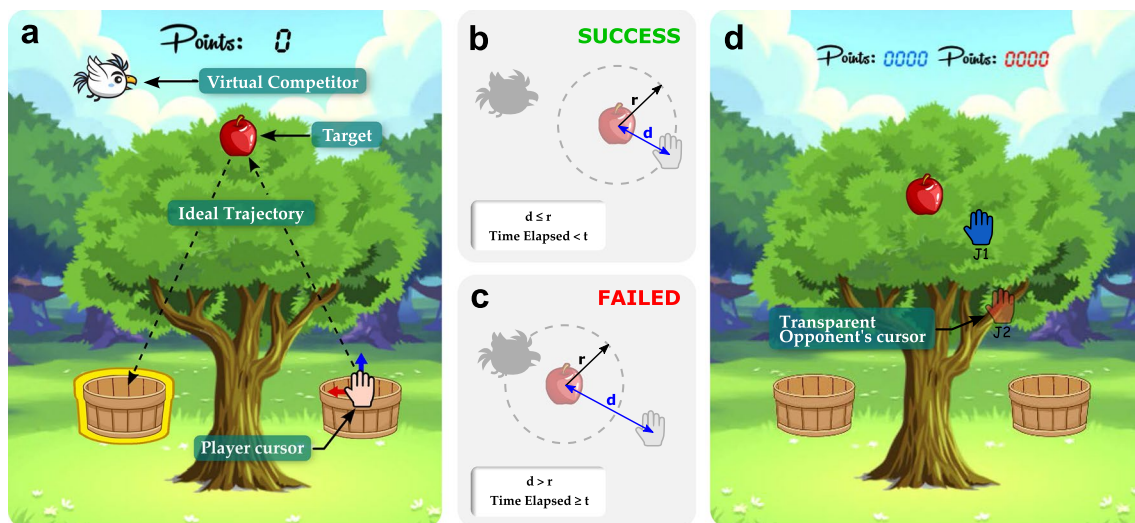 a
Points: 0
Virtual Competitor
Target
Ideal Trajectory
Player cursor
b
SUCCESS
r
d
d ≤ r
Time Elapsed < t
c
FAILED
r
d
d > r
Time Elapsed ≥ t
d
Points: 0000 Points: 0000
J1
Transparent
Opponent's cursor
J2